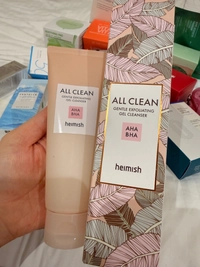 ALL CLEAN
GENTLE EXFOLIATING
GEL CLEANSER
AHA
BHA
heimish
ALL CLEAN
GENTLE EXFOLIATING
GEL CLEANSER
AHA
BHA
heimish